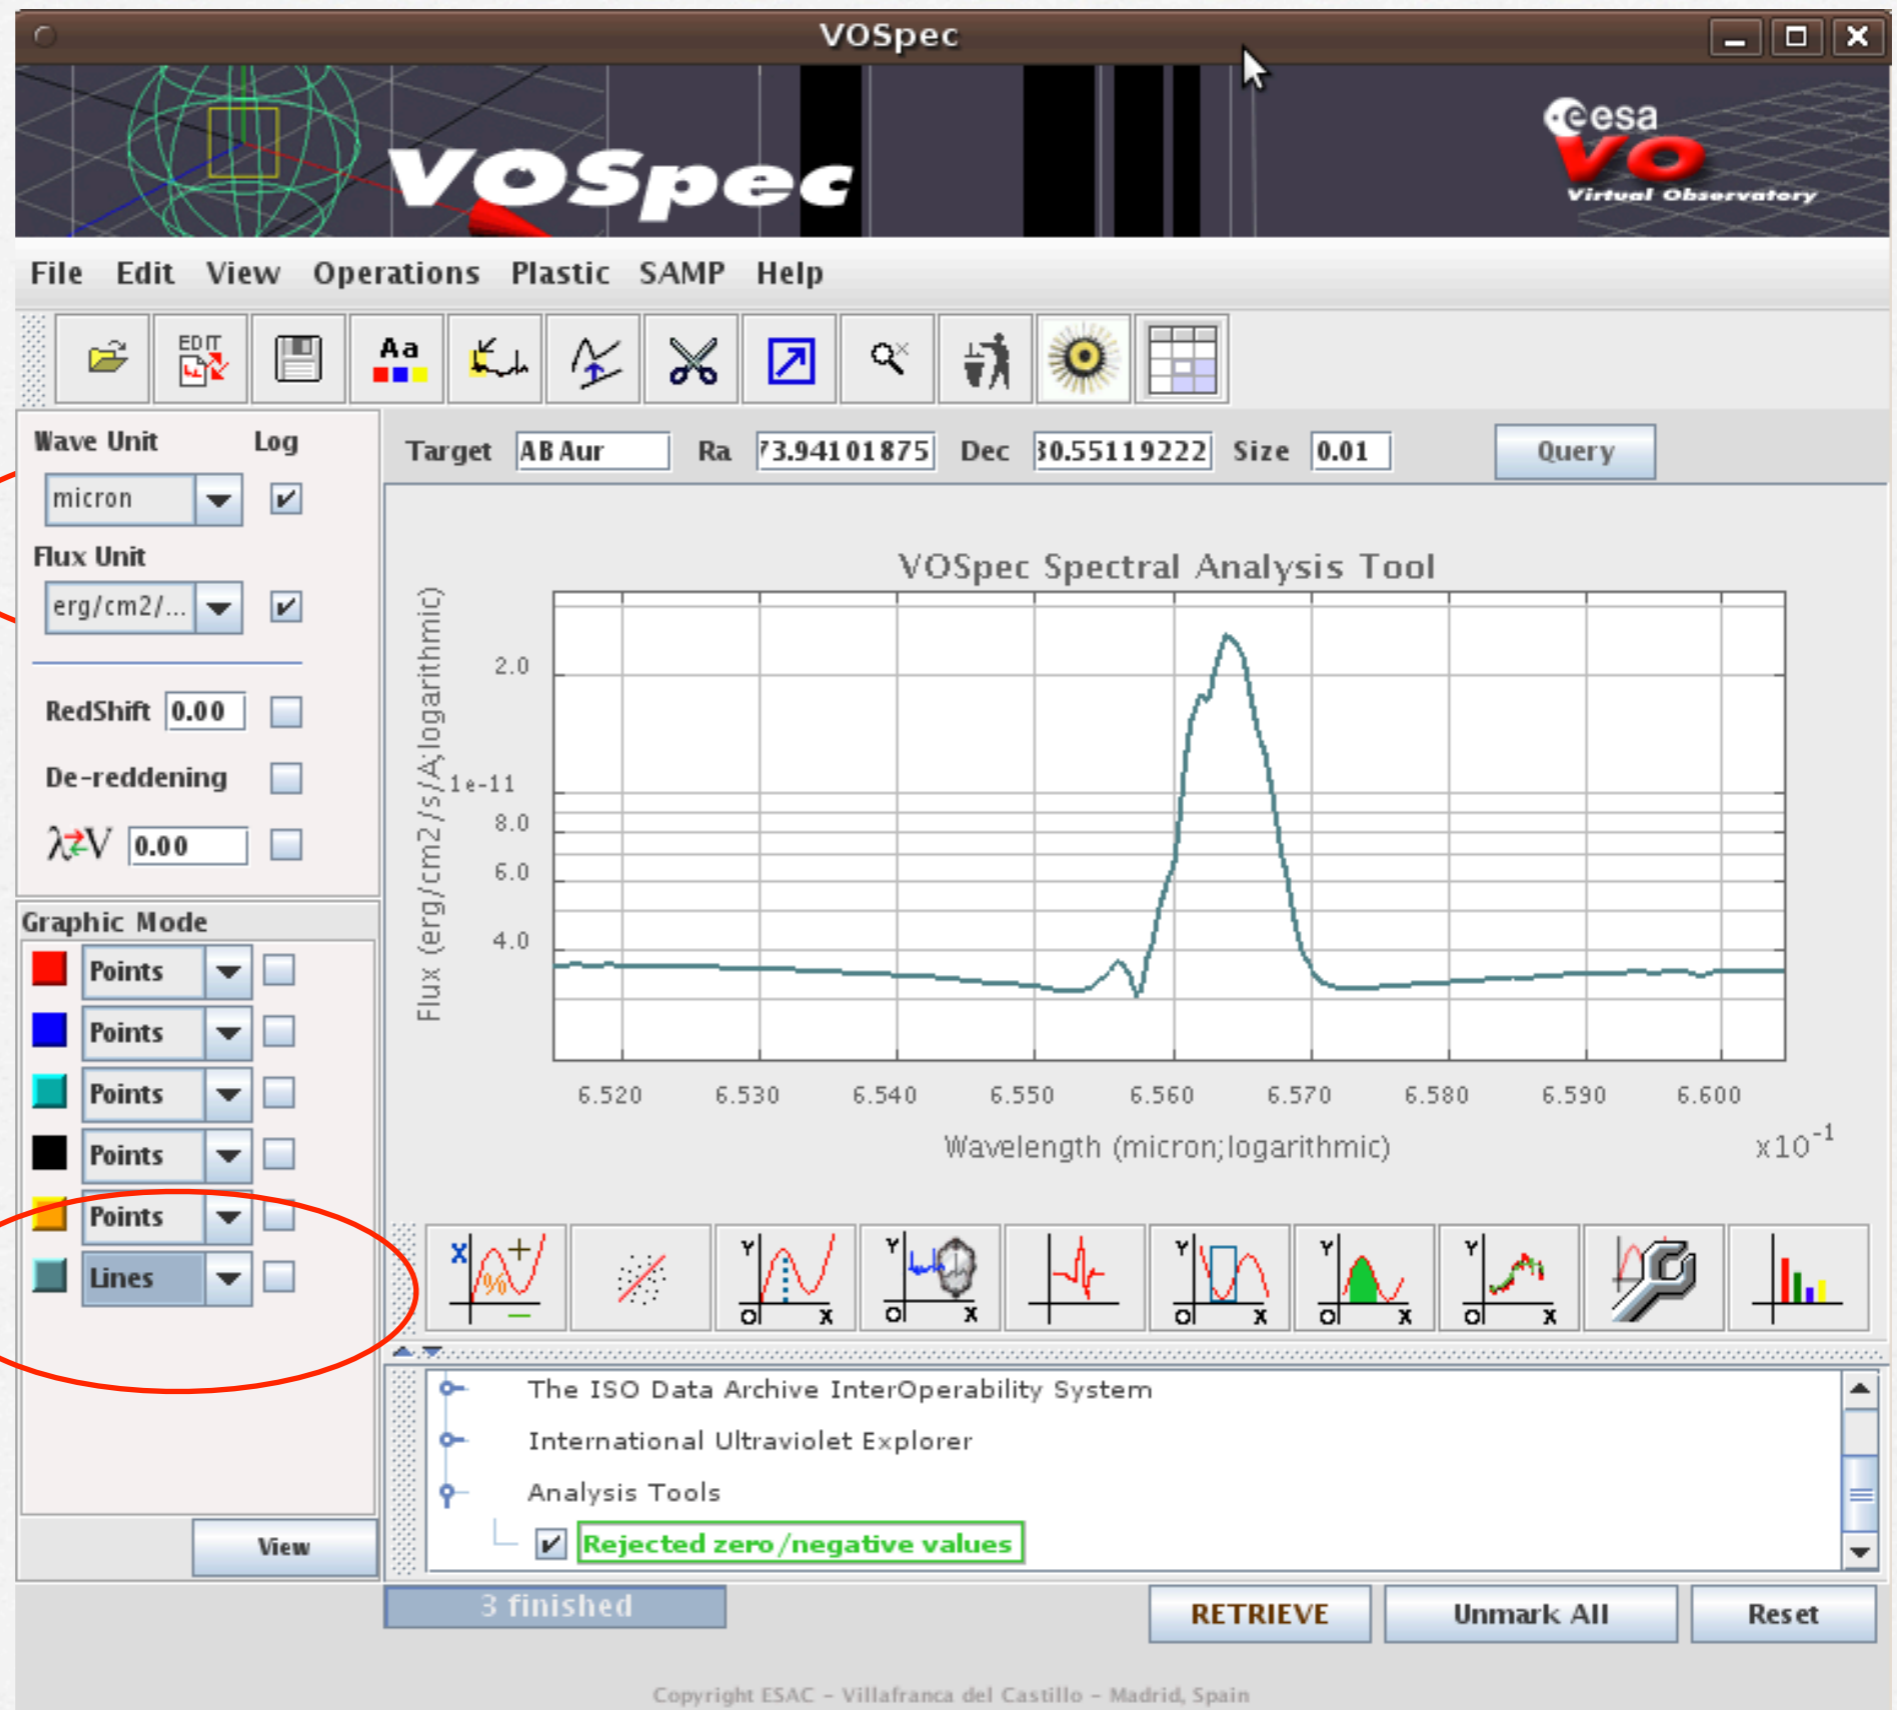 VOSpec
VOSpec
esa
VO
Virtual Observatory
File Edit View Operations Plastic SAMP Help
EDIT
Aa
Wave Unit Log
micron
Flux Unit
erg/cm2/...
RedShift 0.00
De-reddening
λ⇄V 0.00
Graphic Mode
Points
Points
Points
Points
Points
Lines
View
Target AB Aur Ra 73.94101875 Dec 30.55119222 Size 0.01 Query
VOSpec Spectral Analysis Tool
Flux (erg/cm2/s/A;logarithmic)
2.0
1e-11
8.0
6.0
4.0
6.520 6.530 6.540 6.550 6.560 6.570 6.580 6.590 6.600
Wavelength (micron;logarithmic) x10⁻¹
X + % −
Y O X
Y O X
Y O X
Y O X
Y O X
The ISO Data Archive InterOperability System
International Ultraviolet Explorer
Analysis Tools
Rejected zero/negative values
3 finished
RETRIEVE Unmark All Reset
Copyright ESAC - Villafranca del Castillo - Madrid, Spain